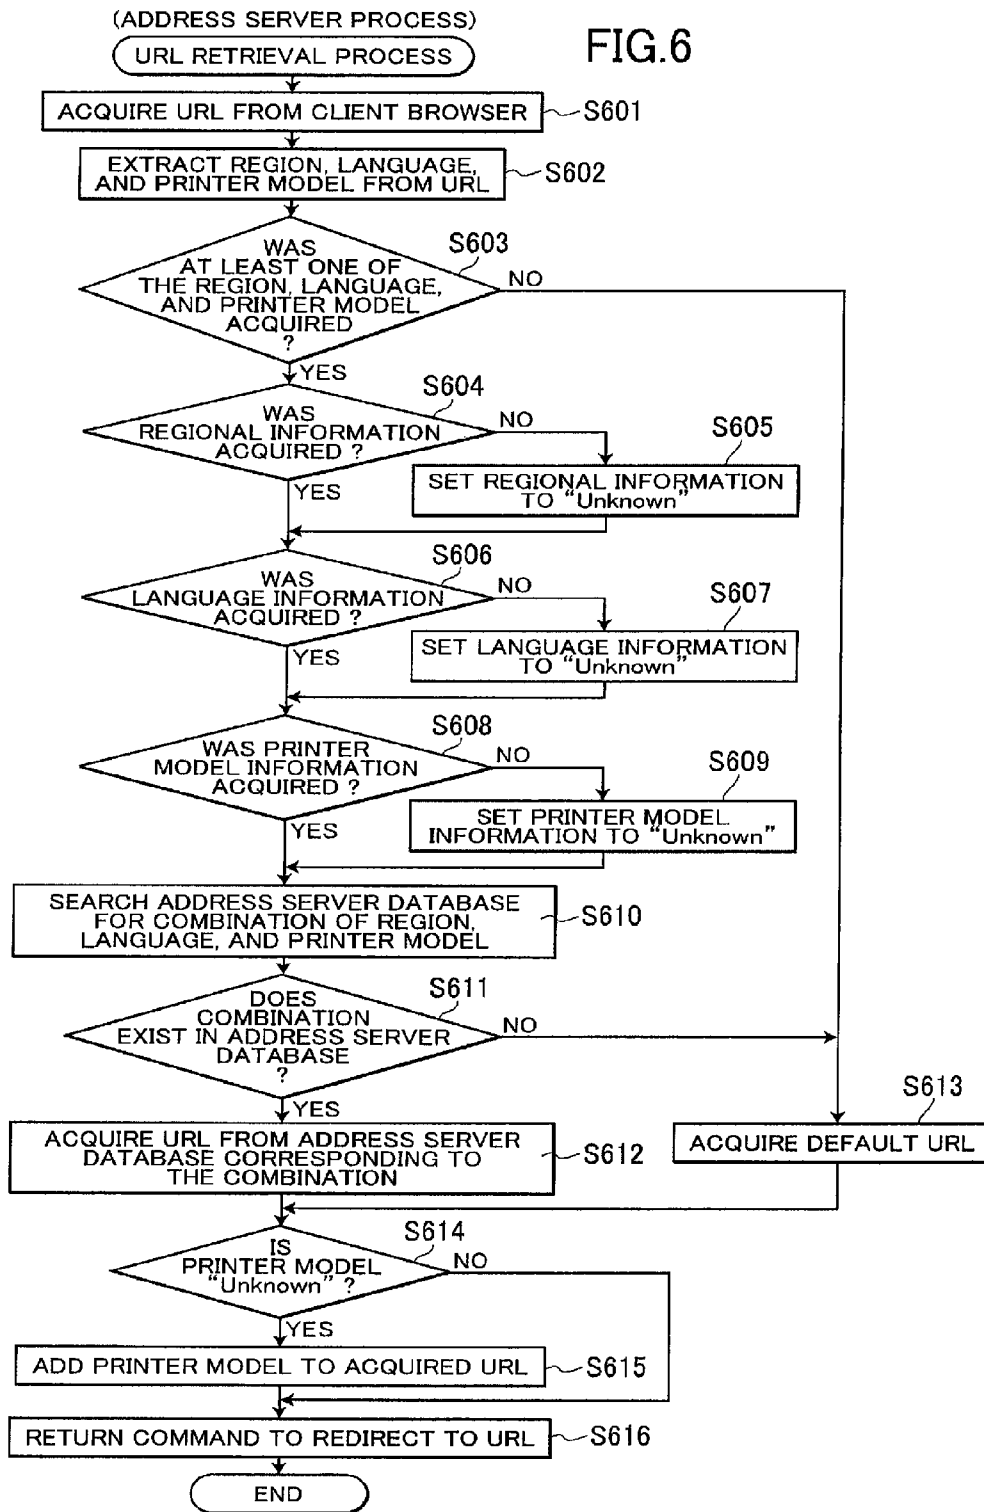 (ADDRESS SERVER PROCESS)
FIG.6
URL RETRIEVAL PROCESS
ACQUIRE URL FROM CLIENT BROWSER
S601
EXTRACT REGION, LANGUAGE,
AND PRINTER MODEL FROM URL
S602
S603
WAS
AT LEAST ONE OF
THE REGION, LANGUAGE,
AND PRINTER MODEL
ACQUIRED
?
NO
YES
S604
WAS
REGIONAL INFORMATION
ACQUIRED ?
NO
S605
SET REGIONAL INFORMATION
TO “Unknown”
YES
S606
WAS
LANGUAGE INFORMATION
ACQUIRED ?
NO
S607
SET LANGUAGE INFORMATION
TO “Unknown”
YES
S608
WAS PRINTER
MODEL INFORMATION
ACQUIRED ?
NO
S609
SET PRINTER MODEL
INFORMATION TO “Unknown”
YES
SEARCH ADDRESS SERVER DATABASE
FOR COMBINATION OF REGION,
LANGUAGE, AND PRINTER MODEL
S610
S611
DOES
COMBINATION
EXIST IN ADDRESS SERVER
DATABASE
?
NO
YES
S613
ACQUIRE DEFAULT URL
ACQUIRE URL FROM ADDRESS SERVER
DATABASE CORRESPONDING TO
THE COMBINATION
S612
S614
IS
PRINTER MODEL
“Unknown” ?
NO
YES
ADD PRINTER MODEL TO ACQUIRED URL
S615
RETURN COMMAND TO REDIRECT TO URL
S616
END